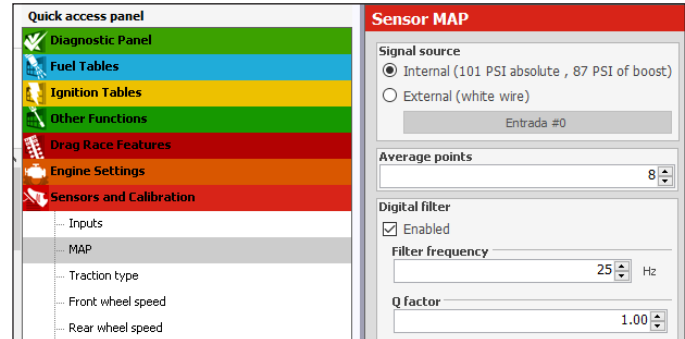 Quick access panel
Diagnostic Panel
Fuel Tables
Ignition Tables
Other Functions
Drag Race Features
Engine Settings
Sensors and Calibration
Inputs
MAP
Traction type
Front wheel speed
Rear wheel speed
Sensor MAP
Signal source
Internal (101 PSI absolute , 87 PSI of boost)
External (white wire)
Entrada #0
Average points
8
Digital filter
Enabled
Filter frequency
25 Hz
Q factor
1.00